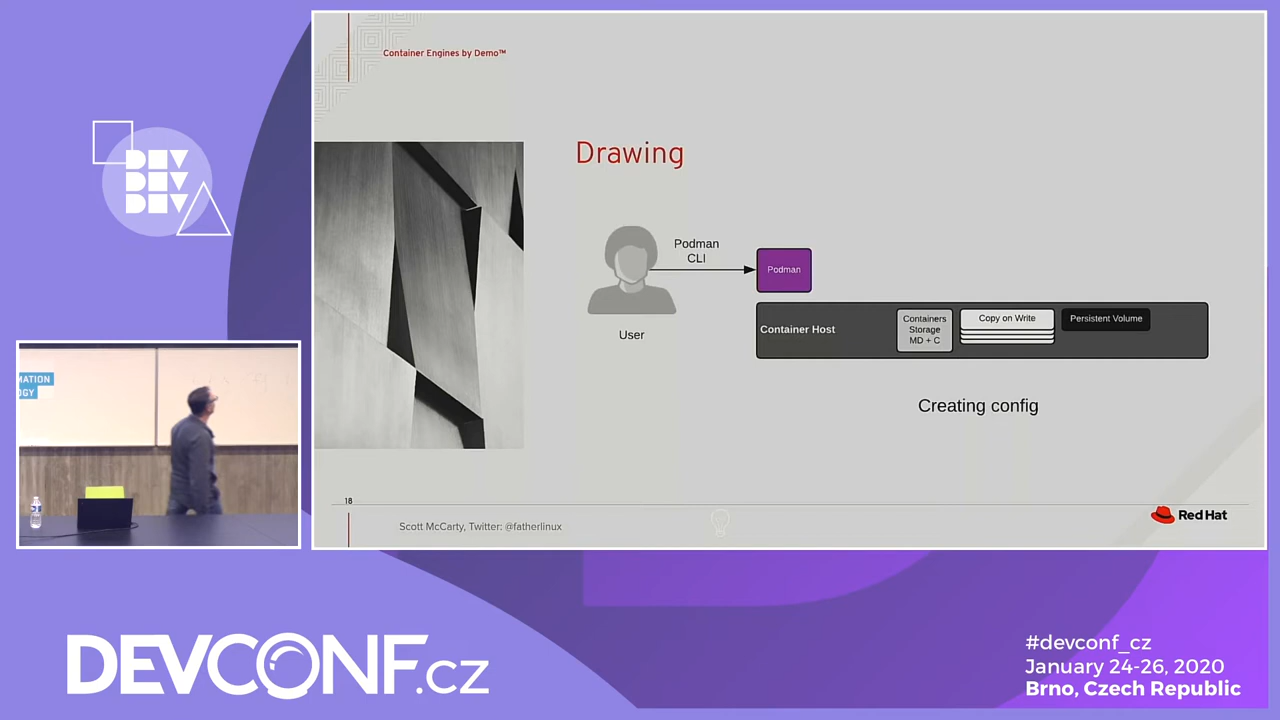 Container Engines by Demo™
DEV
DEV
DEV
Drawing
Podman
CLI
Podman
User
Container Host
Containers
Storage
MD + C
Copy on Write
Persistent Volume
Creating config
MATION
OGY
18
Scott McCarty, Twitter: @fatherlinux
Red Hat
DEVCONF.cz
#devconf_cz
January 24-26, 2020
Brno, Czech Republic